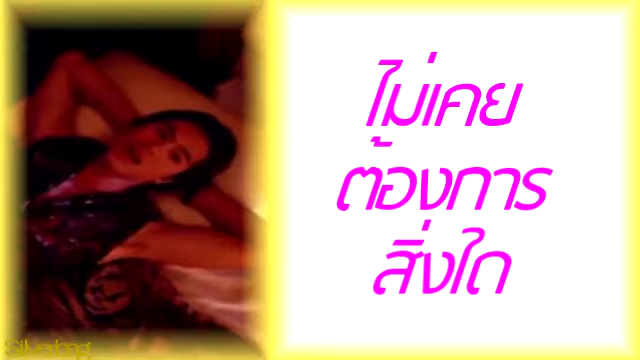 ไม่เคย
ต้องการ
สิ่งใด